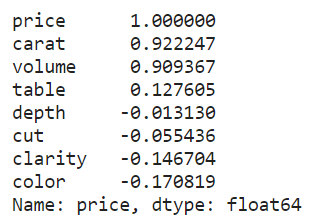 price 1.000000
carat 0.922247
volume 0.909367
table 0.127605
depth -0.013130
cut -0.055436
clarity -0.146704
color -0.170819
Name: price, dtype: float64